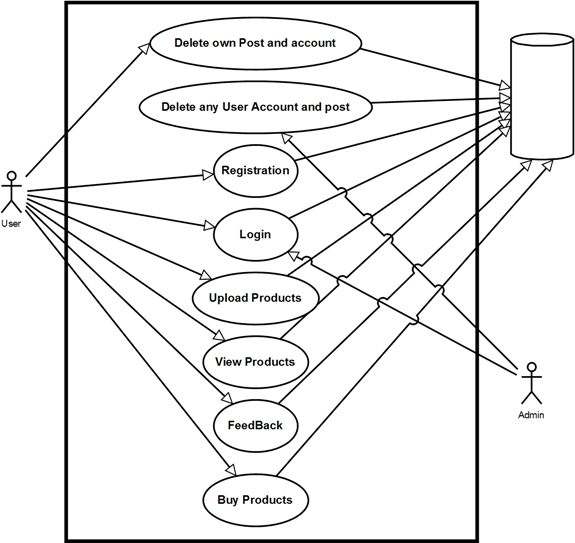 Delete own Post and account
Delete any User Account and post
Registration
User
Login
Upload Products
View Products
Admin
FeedBack
Buy Products